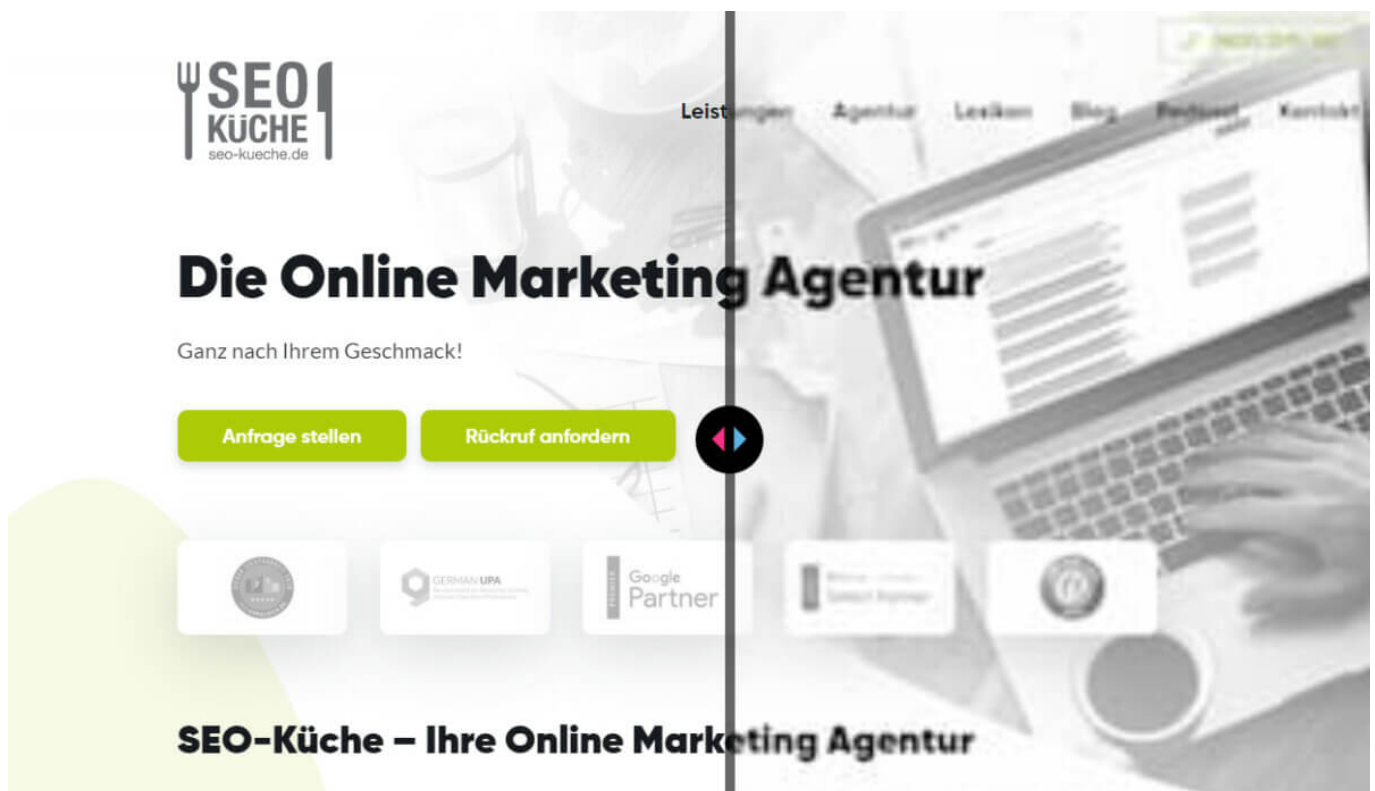 SEO
KÜCHE
seo-kueche.de
Leistungen Agentur Lexikon Blog Podcast Kontakt
Die Online Marketing Agentur
Ganz nach Ihrem Geschmack!
Anfrage stellen Rückruf anfordern
GERMAN UPA
PREMIER
Google
Partner
SEO-Küche – Ihre Online Marketing Agentur